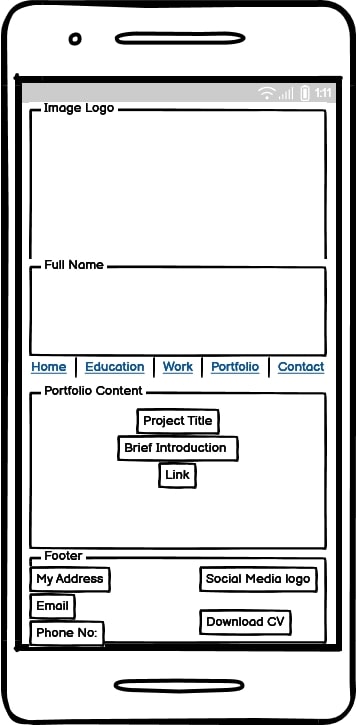 1:11
Image Logo
Full Name
Home Education Work Portfolio Contact
Portfolio Content
Project Title
Brief Introduction
Link
Footer
My Address Social Media logo
Email
Download CV
Phone No: